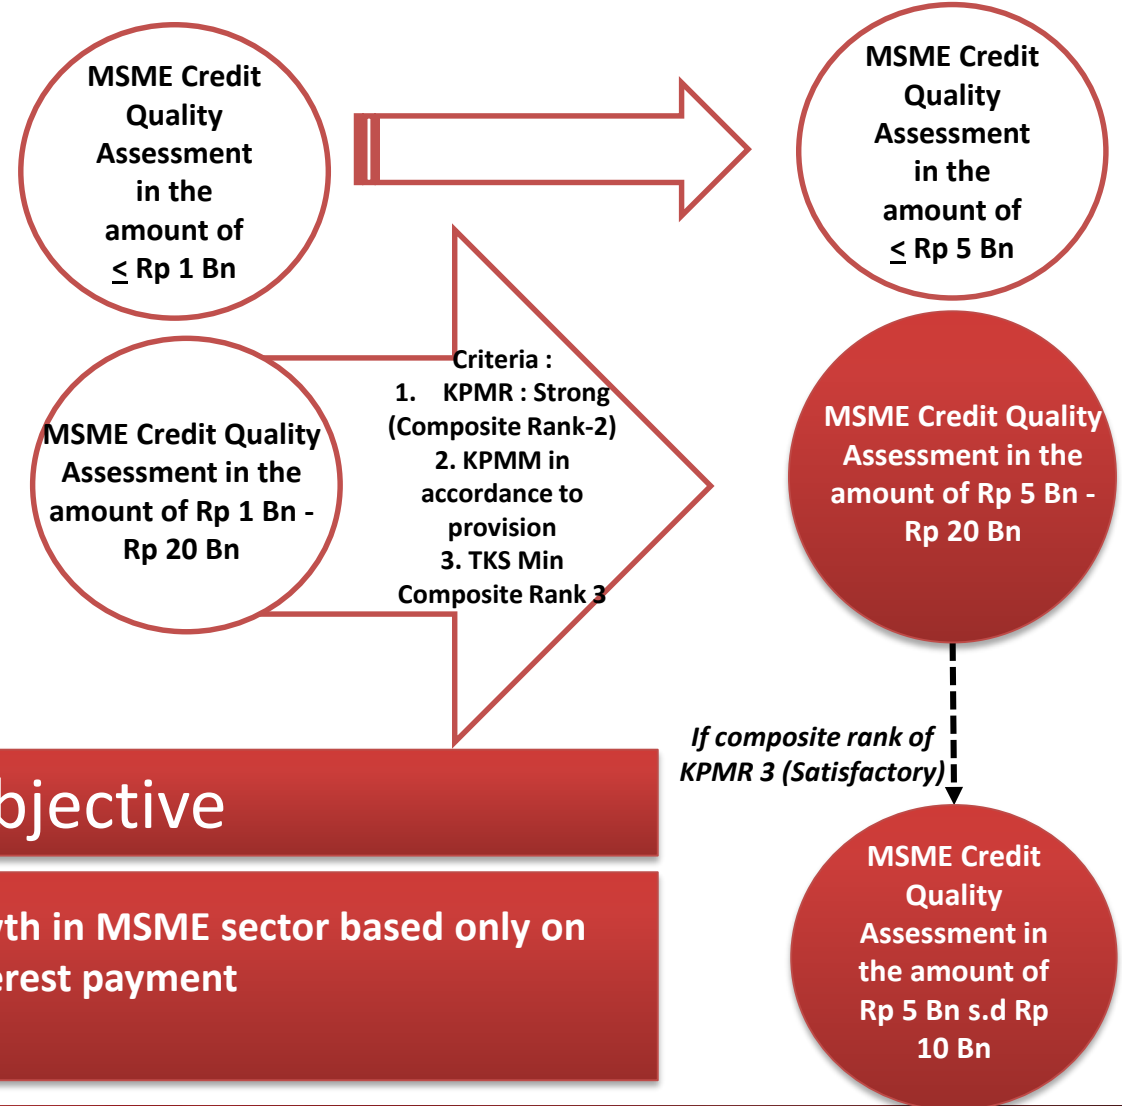 MSME Credit
Quality
Assessment
in the
amount of
< Rp 1 Bn
MSME Credit
Quality
Assessment
in the
amount of
< Rp 5 Bn
MSME Credit Quality
Assessment in the
amount of Rp 1 Bn -
Rp 20 Bn
Criteria :
1. KPMR : Strong
(Composite Rank-2)
2. KPMM in
accordance to
provision
3. TKS Min
Composite Rank 3
MSME Credit Quality
Assessment in the
amount of Rp 5 Bn -
Rp 20 Bn
If composite rank of
KPMR 3 (Satisfactory)
bjective
th in MSME sector based only on
erest payment
MSME Credit
Quality
Assessment in
the amount of
Rp 5 Bn s.d Rp
10 Bn